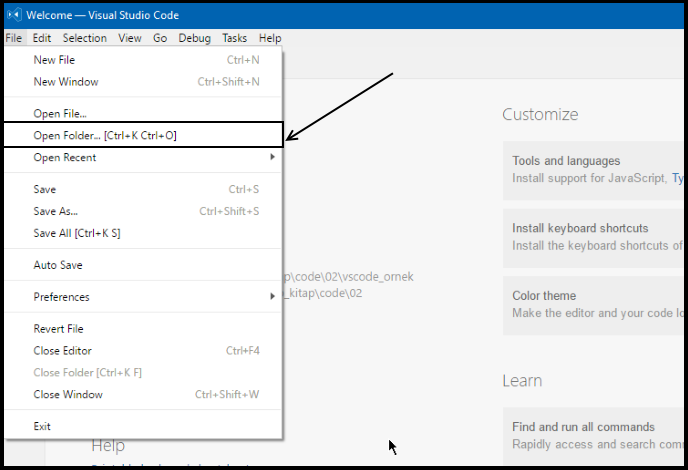 Welcome — Visual Studio Code
File Edit Selection View Go Debug Tasks Help
New File Ctrl+N
New Window Ctrl+Shift+N
Open File...
Open Folder... [Ctrl+K Ctrl+O]
Open Recent
Save Ctrl+S
Save As... Ctrl+Shift+S
Save All [Ctrl+K S]
Auto Save
Preferences
Revert File
Close Editor Ctrl+F4
Close Folder [Ctrl+K F]
Close Window Ctrl+Shift+W
Exit
\code\02\vscode_ornek
_kitap\code\02
Help
Customize
Tools and languages
Install support for JavaScript, Ty
Install keyboard shortcuts
Install the keyboard shortcuts of
Color theme
Make the editor and your code lo
Learn
Find and run all commands
Rapidly access and search comm